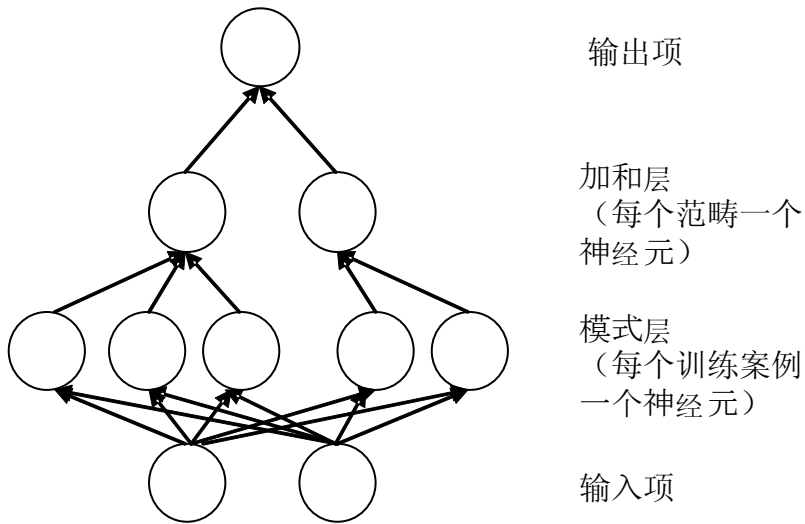 输出项
加和层
（每个范畴一个
神经元）
模式层
（每个训练案例
一个神经元）
输入项